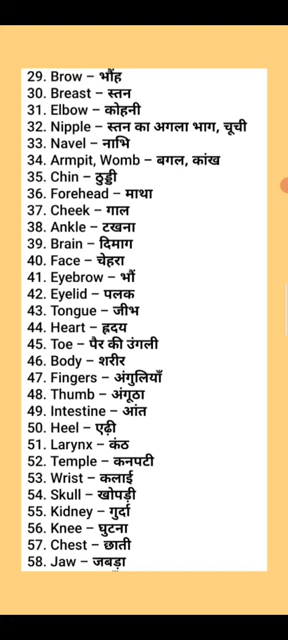 29. Brow – भौंह
30. Breast – स्तन
31. Elbow – कोहनी
32. Nipple – स्तन का अगला भाग, चूची
33. Navel – नाभि
34. Armpit, Womb – बगल, कांख
35. Chin – ठुड्डी
36. Forehead – माथा
37. Cheek – गाल
38. Ankle – टखना
39. Brain – दिमाग
40. Face – चेहरा
41. Eyebrow – भौं
42. Eyelid – पलक
43. Tongue – जीभ
44. Heart – ह्रदय
45. Toe – पैर की उंगली
46. Body – शरीर
47. Fingers – अंगुलियाँ
48. Thumb – अंगूठा
49. Intestine – आंत
50. Heel – एढ़ी
51. Larynx – कंठ
52. Temple – कनपटी
53. Wrist – कलाई
54. Skull – खोपड़ी
55. Kidney – गुर्दा
56. Knee – घुटना
57. Chest – छाती
58. Jaw – जबड़ा